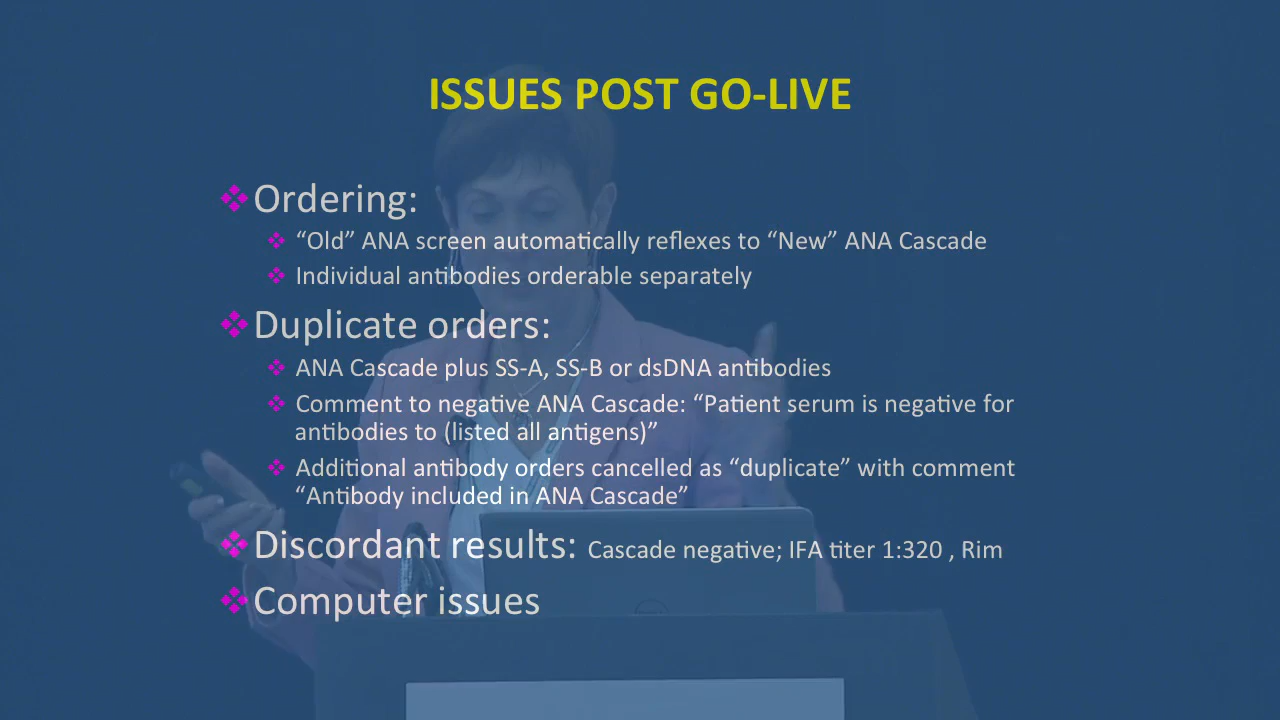 ISSUES POST GO-LIVE
Ordering:
“Old” ANA screen automatically reflexes to “New” ANA Cascade
Individual antibodies orderable separately
Duplicate orders:
ANA Cascade plus SS-A, SS-B or dsDNA antibodies
Comment to negative ANA Cascade: “Patient serum is negative for
antibodies to (listed all antigens)”
Additional antibody orders cancelled as “duplicate” with comment
“Antibody included in ANA Cascade”
Discordant results: Cascade negative; IFA titer 1:320 , Rim
Computer issues